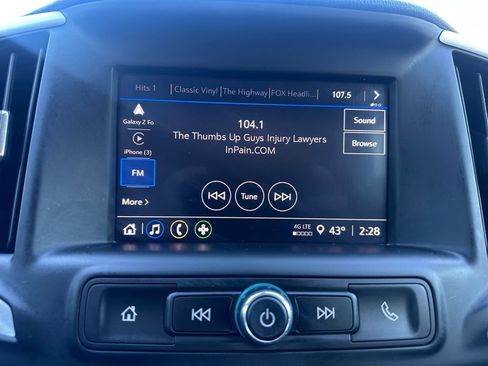 Hits 1 Classic Vinyl The Highway FOX Headli... 107.5
Galaxy Z Fo
iPhone (3)
FM
More >
104.1
The Thumbs Up Guys Injury Lawyers
InPain.COM
Tune
Sound
Browse
4G LTE 43° 2:28